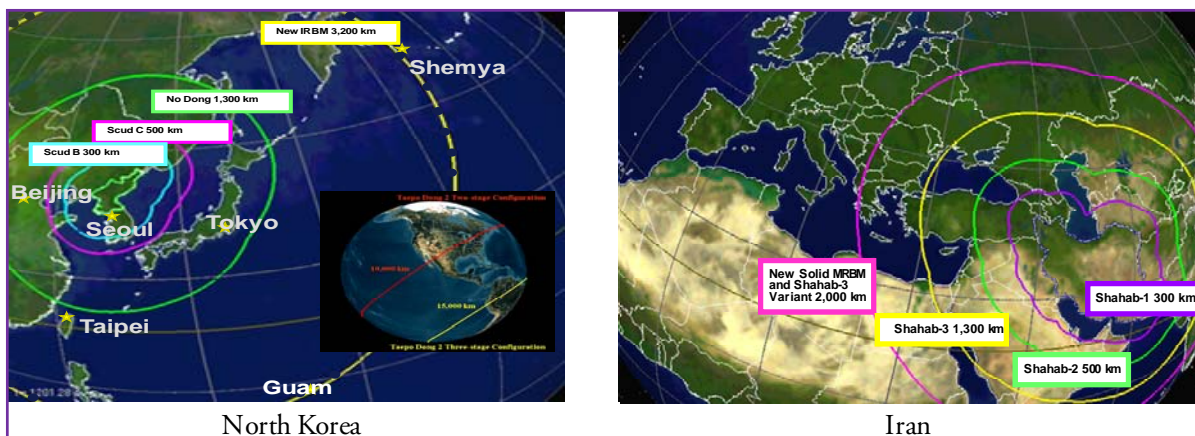 New IRBM 3,200 km
Shemya
No Dong 1,300 km
Scud C 500 km
Scud B 300 km
Beijing
Seoul
Tokyo
Taepo Dong 2 Two-stage Configuration
10,000 km
15,000 km
Taepo Dong 2 Three-stage Configuration
Taipei
Guam
North Korea
New Solid MRBM
and Shahab-3
Variant 2,000 km
Shahab-1 300 km
Shahab-3 1,300 km
Shahab-2 500 km
Iran